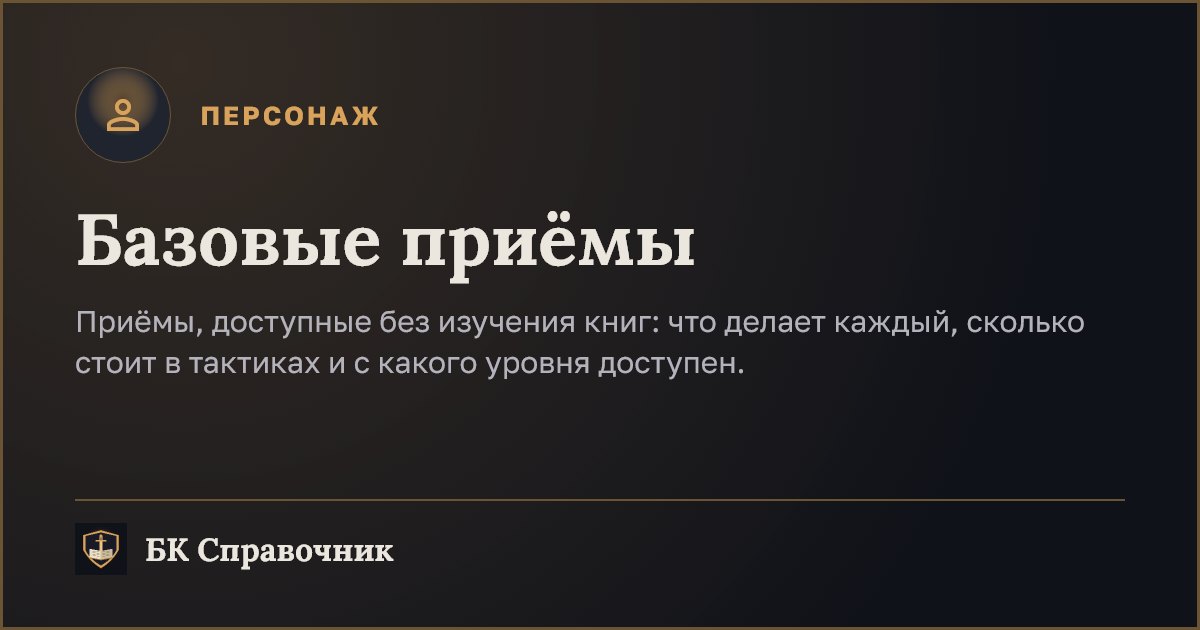 ПЕРСОНАЖ
Базовые приёмы
Приёмы, доступные без изучения книг: что делает каждый, сколько
стоит в тактиках и с какого уровня доступен.
БК Справочник